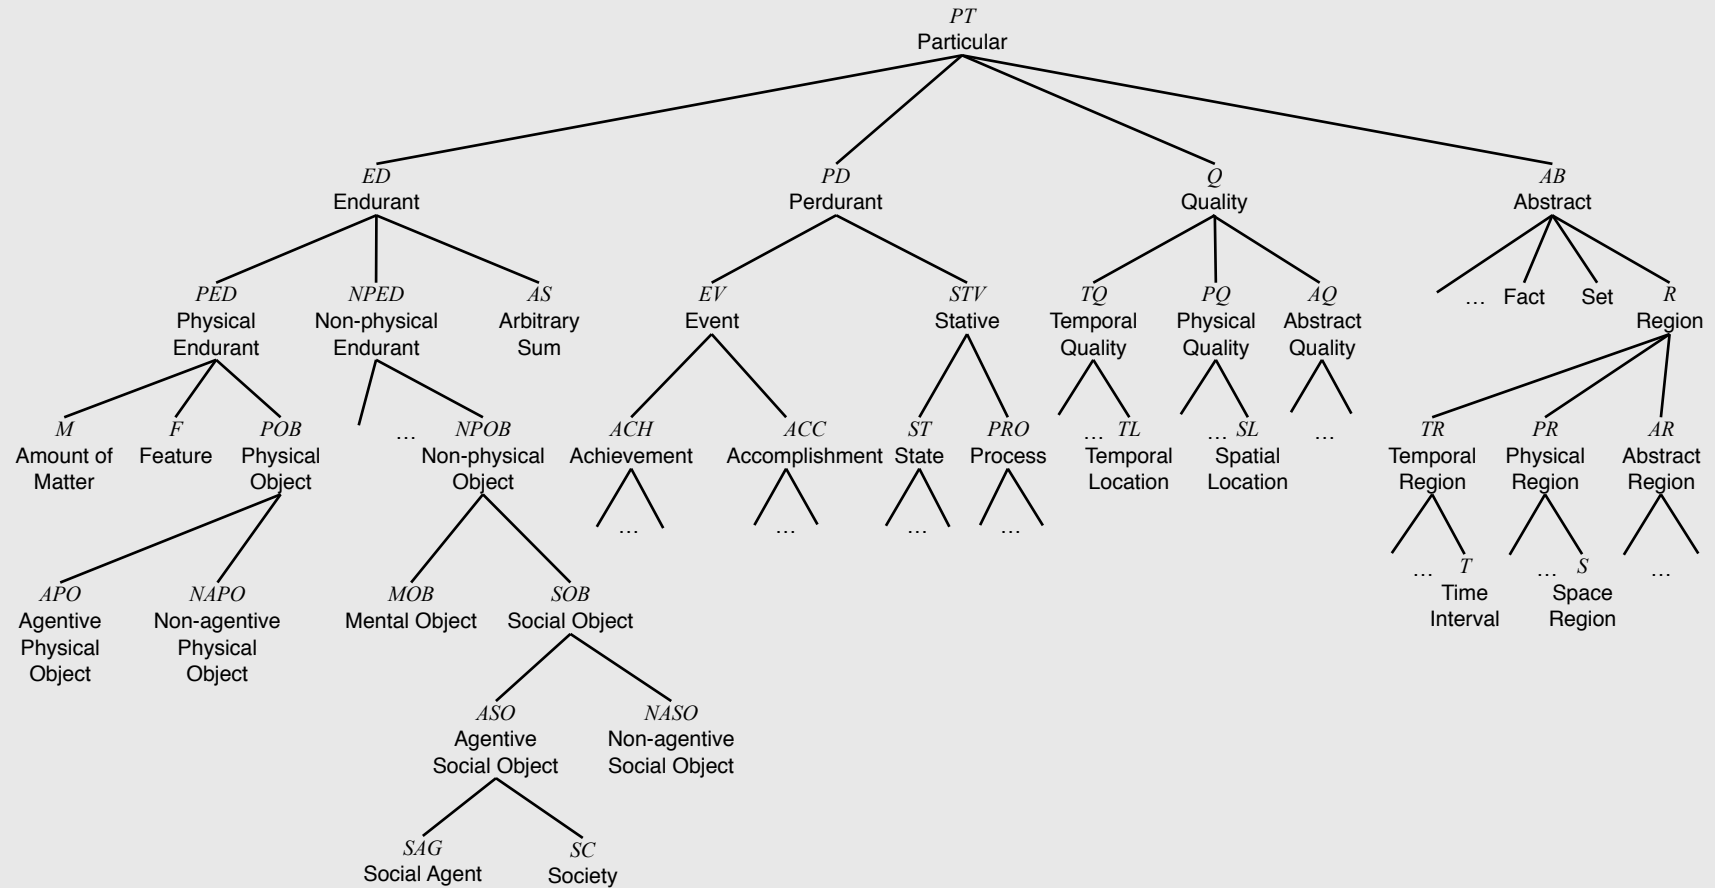 PT
Particular
ED
Endurant
PD
Perdurant
Q
Quality
AB
Abstract
PED
Physical
Endurant
NPED
Non-physical
Endurant
AS
Arbitrary
Sum
EV
Event
STV
Stative
TQ
Temporal
Quality
PQ
Physical
Quality
AQ
Abstract
Quality
...
Fact
Set
R
Region
M
Amount of
Matter
F
Feature
POB
Physical
Object
...
NPOB
Non-physical
Object
ACH
Achievement
ACC
Accomplishment
ST
State
PRO
Process
...
TL
Temporal
Location
...
SL
Spatial
Location
...
TR
Temporal
Region
PR
Physical
Region
AR
Abstract
Region
...
...
...
...
APO
Agentive
Physical
Object
NAPO
Non-agentive
Physical
Object
MOB
Mental Object
SOB
Social Object
...
T
Time
Interval
...
S
Space
Region
...
ASO
Agentive
Social Object
NASO
Non-agentive
Social Object
SAG
Social Agent
SC
Society